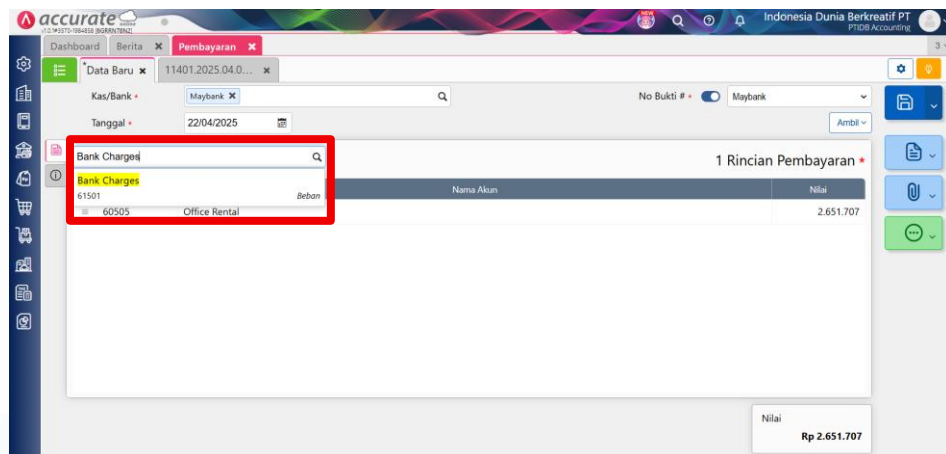 accurate
NEW
Indonesia Dunia Berkreatif PT
PTIDB Accounting
Dashboard
Berita
Pembayaran
3
Data Baru
11401.2025.04.0...
Kas/Bank
Maybank
No Bukti #
Maybank
Tanggal
22/04/2025
Ambil
Bank Charges
1 Rincian Pembayaran *
Bank Charges
61501
Beban
Nama Akun
Nilai
60505
Office Rental
2.651.707
Nilai
Rp 2.651.707